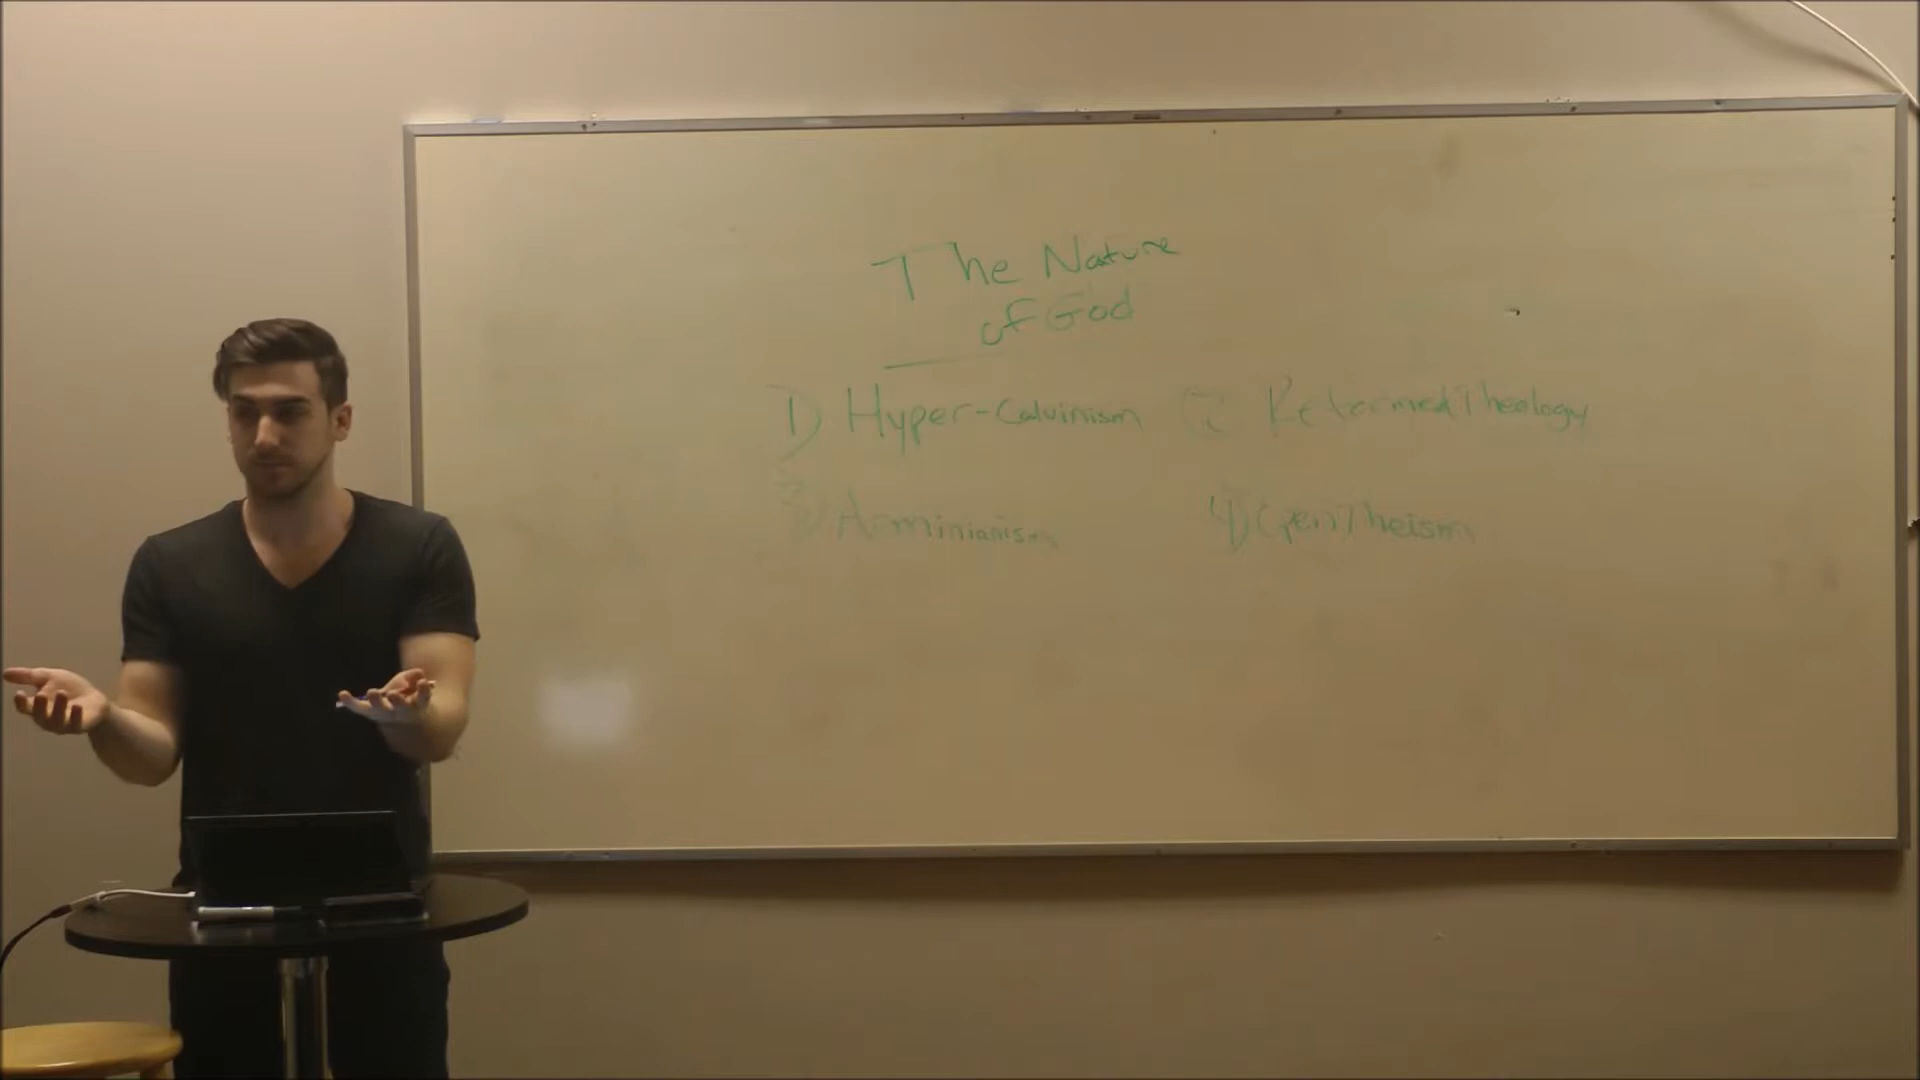 The Nature
of God
1) Hyper-Calvinism 2) Reformed Theology
3) Arminianism 4) Open Theism